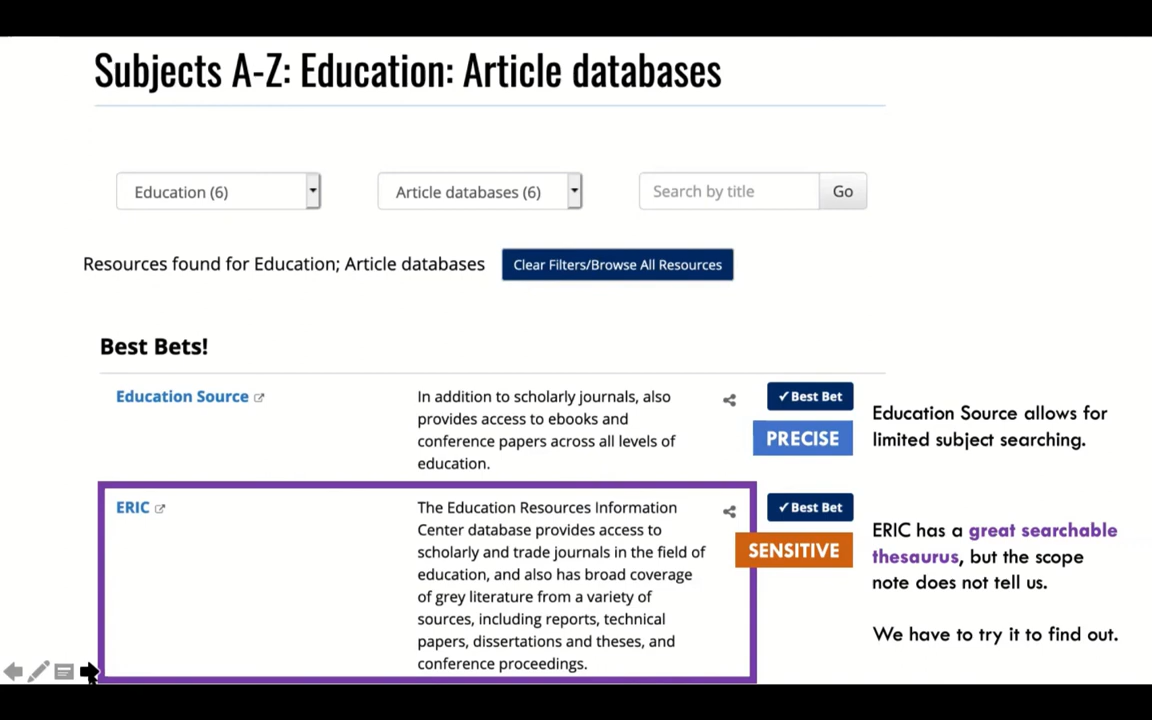 Subjects A-Z: Education: Article databases
Education (6)
Article databases (6)
Search by title
Go
Resources found for Education; Article databases
Clear Filters/Browse All Resources
Best Bets!
Education Source
In addition to scholarly journals, also
provides access to ebooks and
conference papers across all levels of
education.
✓Best Bet
PRECISE
Education Source allows for
limited subject searching.
ERIC
The Education Resources Information
Center database provides access to
scholarly and trade journals in the field of
education, and also has broad coverage
of grey literature from a variety of
sources, including reports, technical
papers, dissertations and theses, and
conference proceedings.
✓Best Bet
SENSITIVE
ERIC has a great searchable
thesaurus, but the scope
note does not tell us.
We have to try it to find out.